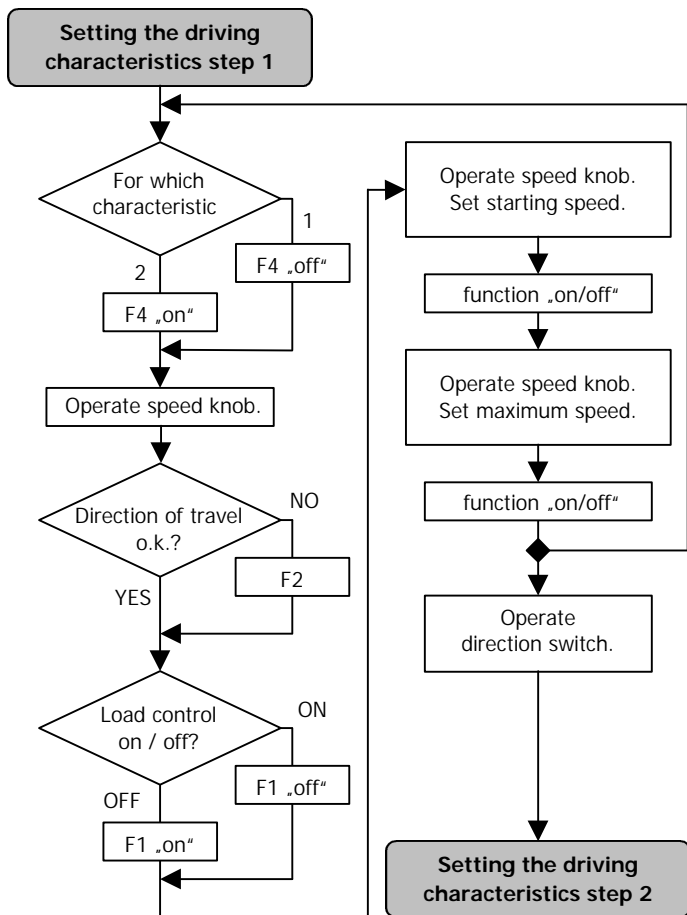 Setting the driving
characteristics step 1
For which
characteristic
1
F4 „off“
2
F4 „on“
Operate speed knob.
Direction of travel
o.k.?
NO
F2
YES
Load control
on / off?
ON
F1 „off“
OFF
F1 „on“
Operate speed knob.
Set starting speed.
function „on/off“
Operate speed knob.
Set maximum speed.
function „on/off“
Operate
direction switch.
Setting the driving
characteristics step 2